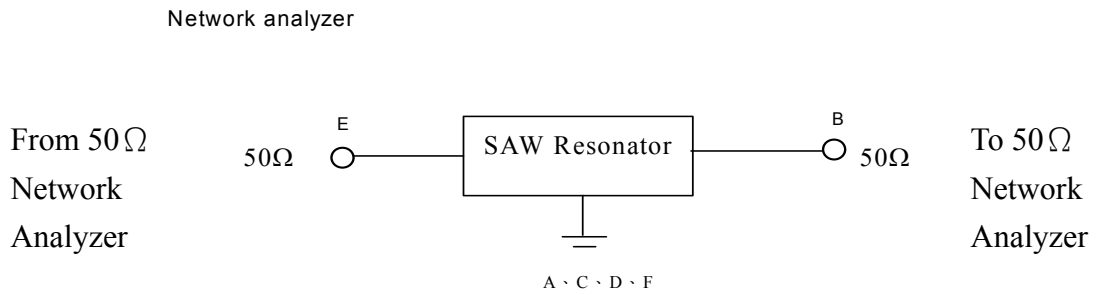 Network analyzer
From 50Ω
Network
Analyzer
50Ω
E
SAW Resonator
B
50Ω
To 50Ω
Network
Analyzer
A、C、D、F